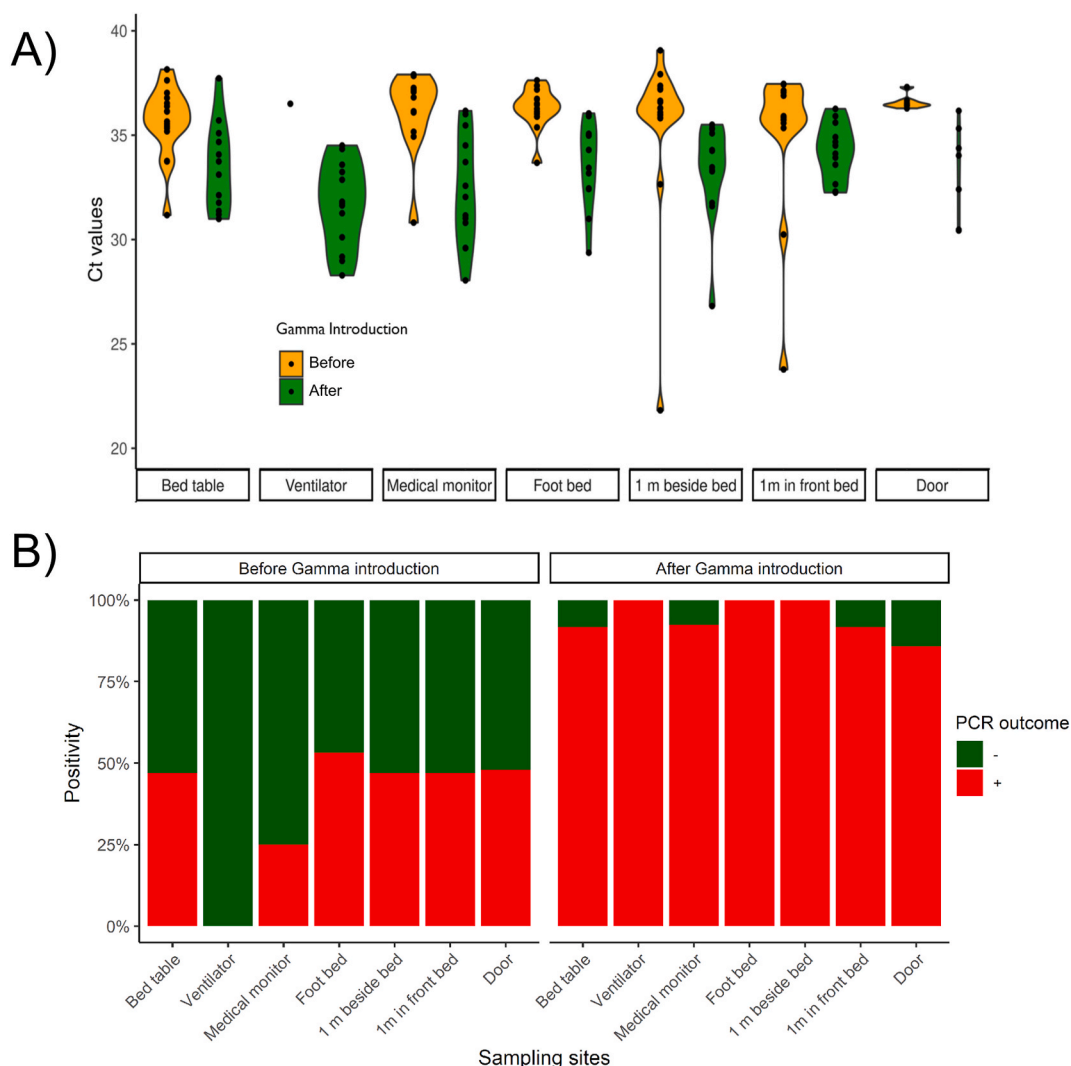 A)
40
35
30
25
20
Ct values
Gamma Introduction
Before
After
Bed table
Ventilator
Medical monitor
Foot bed
1 m beside bed
1m in front bed
Door
B)
Before Gamma introduction
After Gamma introduction
100%
75%
50%
25%
0%
Positivity
Bed table
Ventilator
Medical monitor
Foot bed
1 m beside bed
1m in front bed
Door
Bed table
Ventilator
Medical monitor
Foot bed
1 m beside bed
1m in front bed
Door
Sampling sites
PCR outcome
-
+